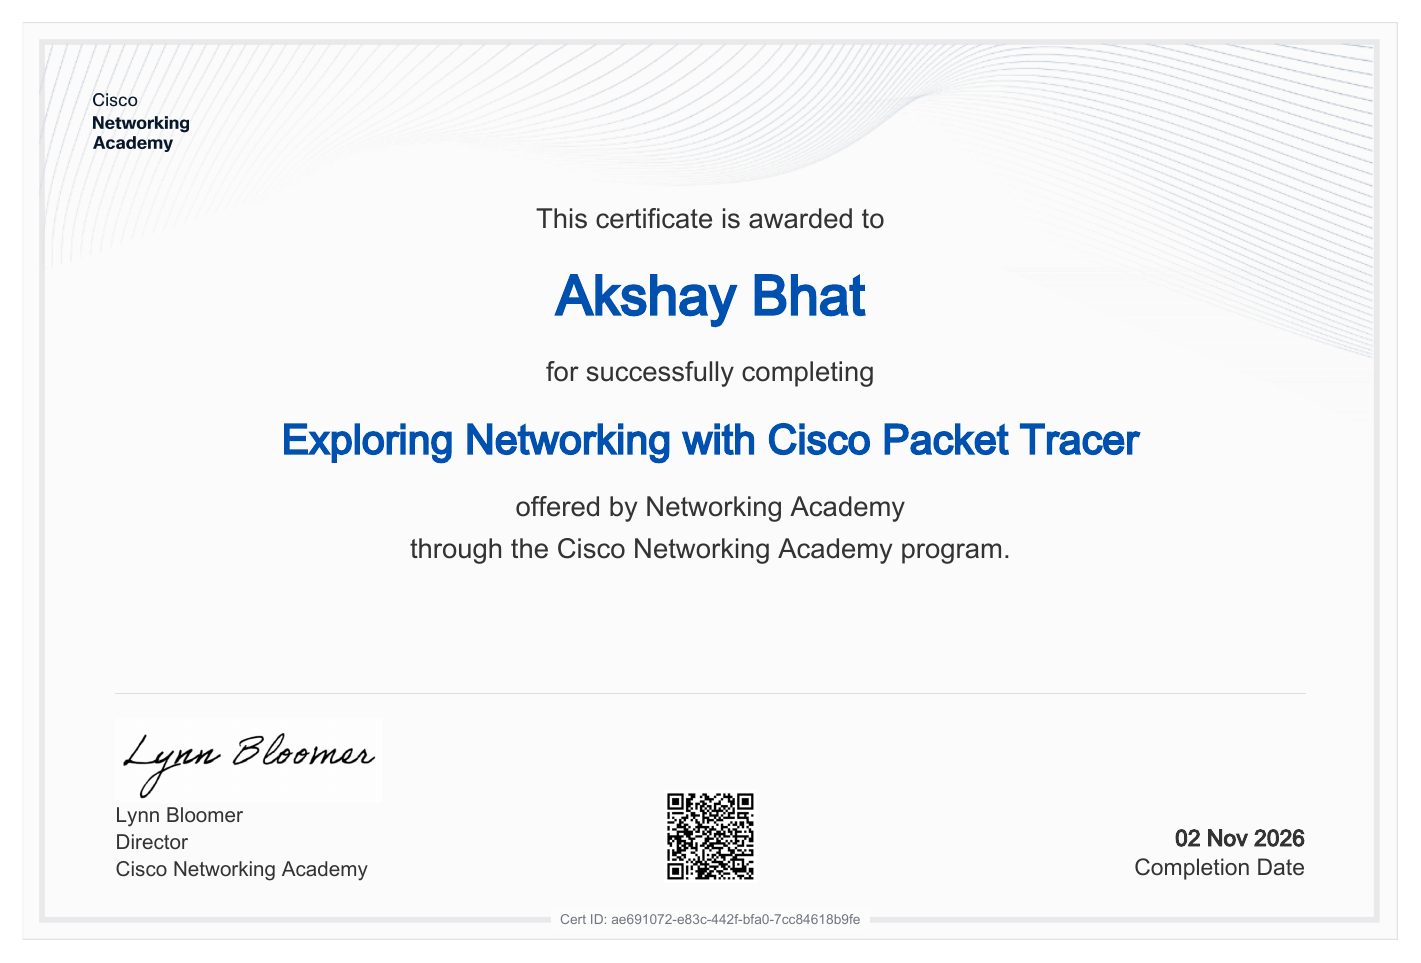 Cisco
Networking
Academy
This certificate is awarded to
Akshay Bhat
for successfully completing
Exploring Networking with Cisco Packet Tracer
offered by Networking Academy
through the Cisco Networking Academy program.
Lynn Bloomer
Lynn Bloomer
Director
Cisco Networking Academy
02 Nov 2026
Completion Date
Cert ID: ae691072-e83c-442f-bfa0-7cc84618b9fe